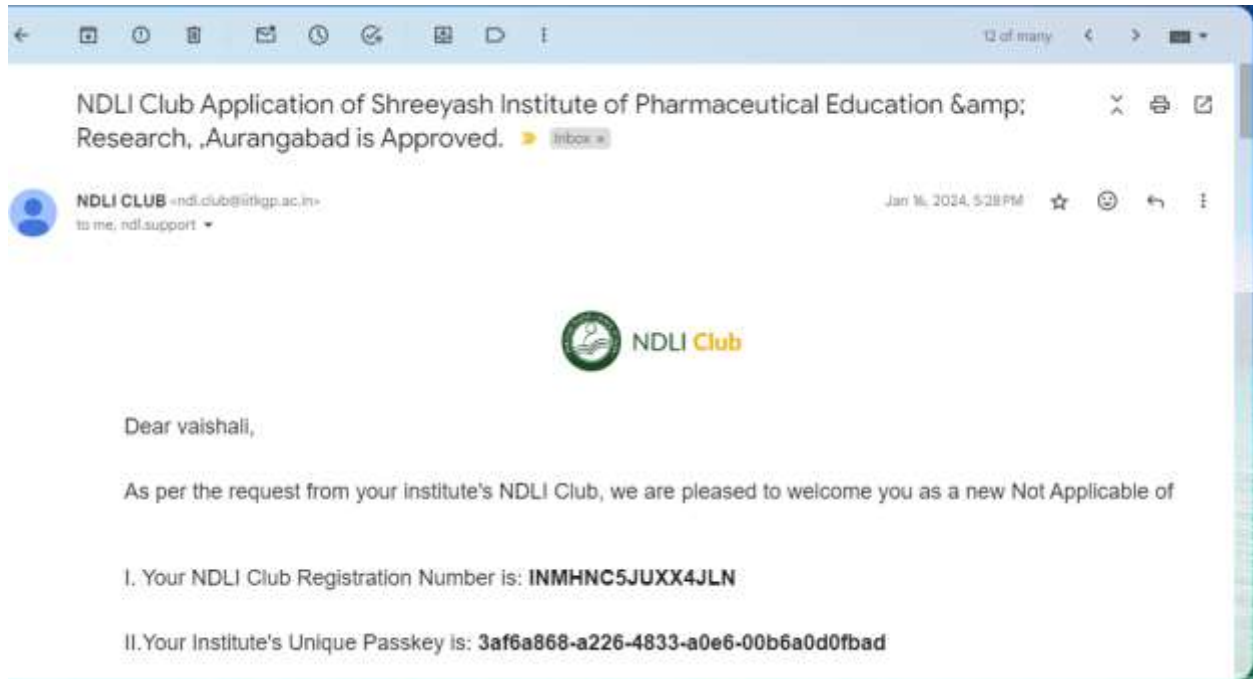 12 of many
NDLI Club Application of Shreeyash Institute of Pharmaceutical Education &amp;
Research, ,Aurangabad is Approved. Inbox x
NDLI CLUB <ndl.club@iitkgp.ac.in>
Jan 16, 2024, 5:28 PM
to me, ndl.support
NDLI Club
Dear vaishali,
As per the request from your institute's NDLI Club, we are pleased to welcome you as a new Not Applicable of
I. Your NDLI Club Registration Number is: INMHNC5JUXX4JLN
II.Your Institute's Unique Passkey is: 3af6a868-a226-4833-a0e6-00b6a0d0fbad